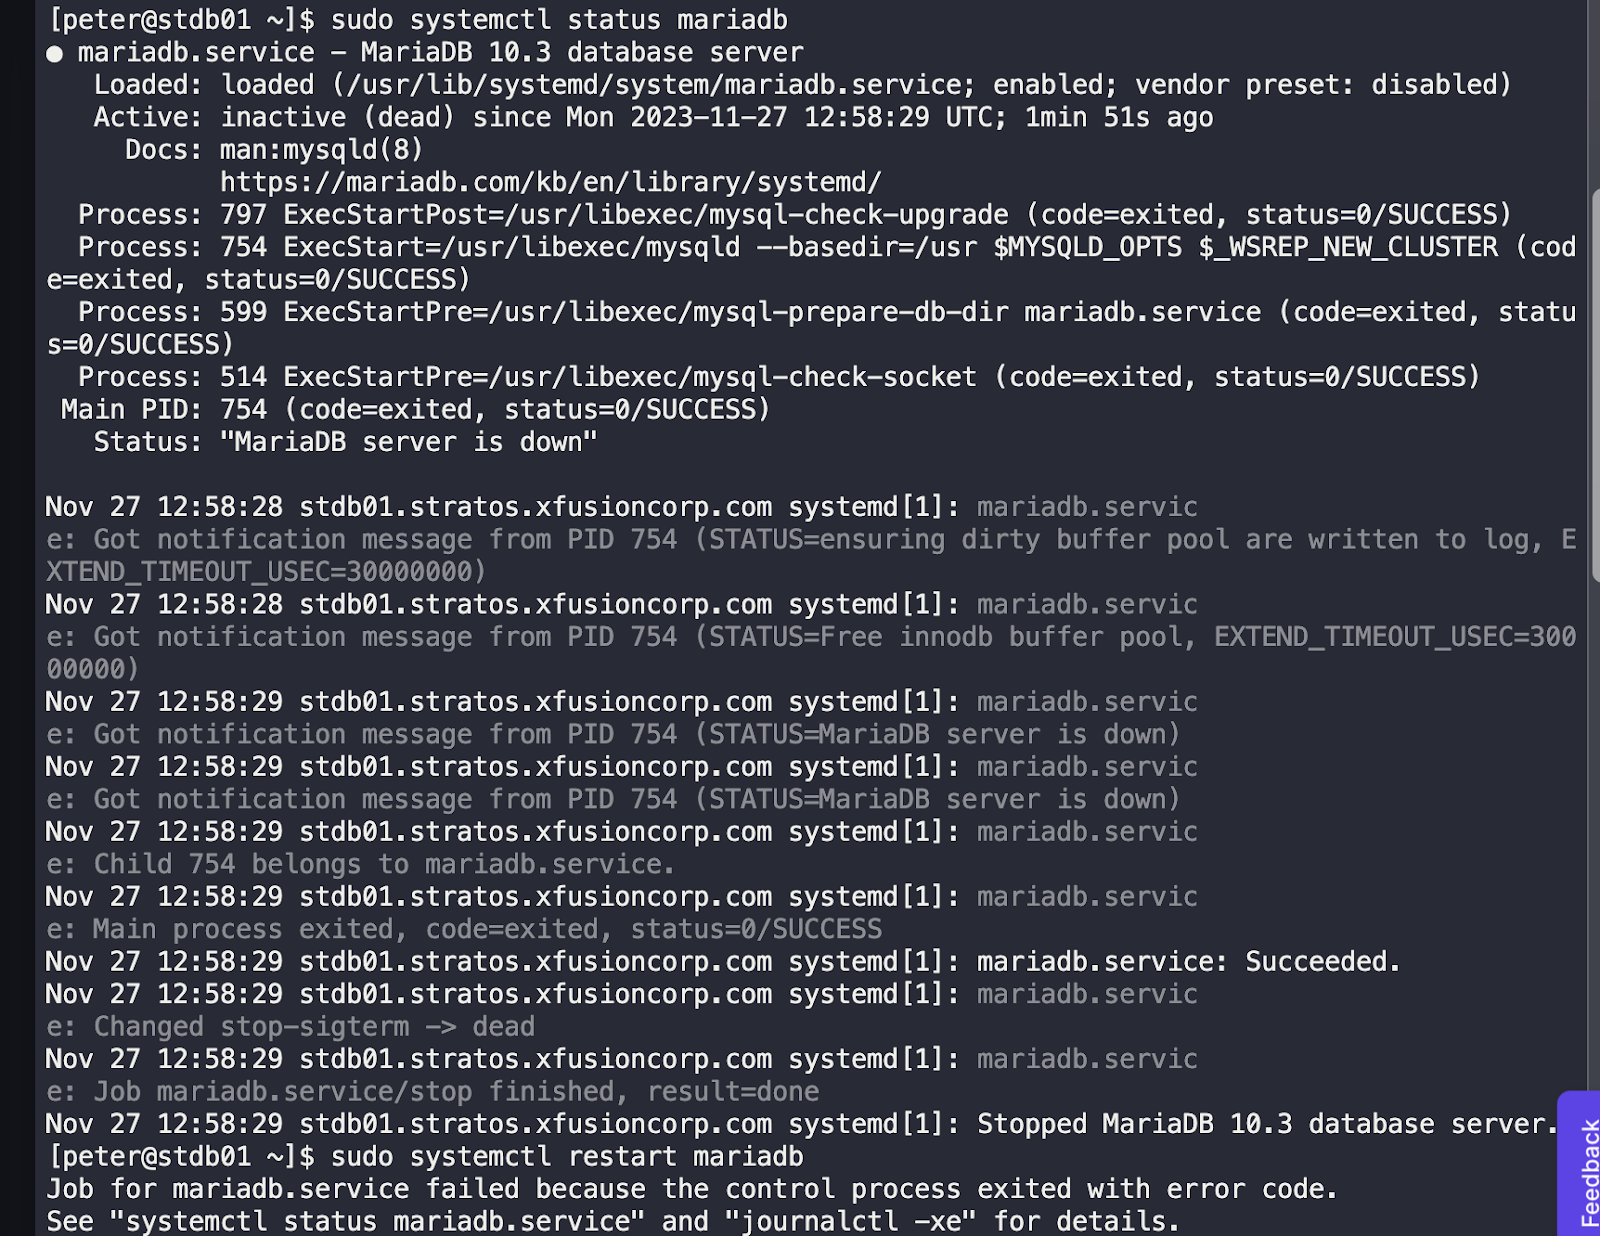 [peter@stdb01 ~]$ sudo systemctl status mariadb
● mariadb.service – MariaDB 10.3 database server
   Loaded: loaded (/usr/lib/systemd/system/mariadb.service; enabled; vendor preset: disabled)
   Active: inactive (dead) since Mon 2023-11-27 12:58:29 UTC; 1min 51s ago
     Docs: man:mysqld(8)
           https://mariadb.com/kb/en/library/systemd/
  Process: 797 ExecStartPost=/usr/libexec/mysql-check-upgrade (code=exited, status=0/SUCCESS)
  Process: 754 ExecStart=/usr/libexec/mysqld --basedir=/usr $MYSQLD_OPTS $_WSREP_NEW_CLUSTER (cod
e=exited, status=0/SUCCESS)
  Process: 599 ExecStartPre=/usr/libexec/mysql-prepare-db-dir mariadb.service (code=exited, statu
s=0/SUCCESS)
  Process: 514 ExecStartPre=/usr/libexec/mysql-check-socket (code=exited, status=0/SUCCESS)
 Main PID: 754 (code=exited, status=0/SUCCESS)
   Status: "MariaDB server is down"

Nov 27 12:58:28 stdb01.stratos.xfusioncorp.com systemd[1]: mariadb.servic
e: Got notification message from PID 754 (STATUS=ensuring dirty buffer pool are written to log, E
XTEND_TIMEOUT_USEC=30000000)
Nov 27 12:58:28 stdb01.stratos.xfusioncorp.com systemd[1]: mariadb.servic
e: Got notification message from PID 754 (STATUS=Free innodb buffer pool, EXTEND_TIMEOUT_USEC=300
00000)
Nov 27 12:58:29 stdb01.stratos.xfusioncorp.com systemd[1]: mariadb.servic
e: Got notification message from PID 754 (STATUS=MariaDB server is down)
Nov 27 12:58:29 stdb01.stratos.xfusioncorp.com systemd[1]: mariadb.servic
e: Got notification message from PID 754 (STATUS=MariaDB server is down)
Nov 27 12:58:29 stdb01.stratos.xfusioncorp.com systemd[1]: mariadb.servic
e: Child 754 belongs to mariadb.service.
Nov 27 12:58:29 stdb01.stratos.xfusioncorp.com systemd[1]: mariadb.servic
e: Main process exited, code=exited, status=0/SUCCESS
Nov 27 12:58:29 stdb01.stratos.xfusioncorp.com systemd[1]: mariadb.service: Succeeded.
Nov 27 12:58:29 stdb01.stratos.xfusioncorp.com systemd[1]: mariadb.servic
e: Changed stop-sigterm -> dead
Nov 27 12:58:29 stdb01.stratos.xfusioncorp.com systemd[1]: mariadb.servic
e: Job mariadb.service/stop finished, result=done
Nov 27 12:58:29 stdb01.stratos.xfusioncorp.com systemd[1]: Stopped MariaDB 10.3 database server.
[peter@stdb01 ~]$ sudo systemctl restart mariadb
Job for mariadb.service failed because the control process exited with error code.
See "systemctl status mariadb.service" and "journalctl -xe" for details.
Feedback